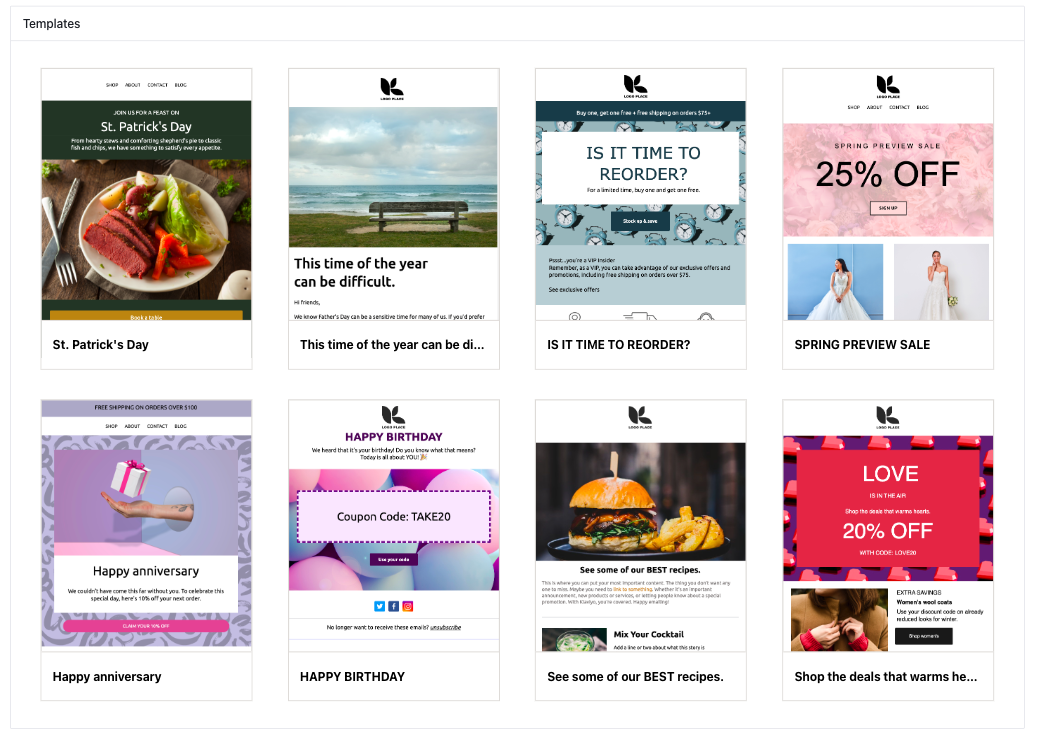 Templates
SHOP ABOUT CONTACT BLOG
JOIN US FOR A FEAST ON
St. Patrick's Day
From hearty stews and comforting shepherd's pie to classic
fish and chips, we have something to satisfy every appetite.
Book a table
St. Patrick's Day
LOGO PLACE
This time of the year
can be difficult.
Hi friends,
We know Father's Day can be a sensitive time for many of us. If you'd prefer
This time of the year can be di...
LOGO PLACE
Buy one, get one free + free shipping on orders $75+
IS IT TIME TO
REORDER?
For a limited time, buy one and get one free.
Stock up & save
Pssst...you're a VIP Insider
Remember, as a VIP, you can take advantage of our exclusive offers and
promotions, including free shipping on orders over $75.
See exclusive offers
IS IT TIME TO REORDER?
LOGO PLACE
SHOP ABOUT CONTACT BLOG
SPRING PREVIEW SALE
25% OFF
SIGN UP
SPRING PREVIEW SALE
FREE SHIPPING ON ORDERS OVER $100
SHOP ABOUT CONTACT BLOG
Happy anniversary
We couldn't have come this far without you. To celebrate this
special day, here's 10% off your next order.
CLAIM YOUR 10% OFF
Happy anniversary
LOGO PLACE
HAPPY BIRTHDAY
We heard that it's your birthday! Do you know what that means?
Today is all about YOU!🎉
Coupon Code: TAKE20
Use your code
No longer want to receive these emails? unsubscribe
HAPPY BIRTHDAY
LOGO PLACE
See some of our BEST recipes.
This is where you can put your most important content. The thing you don't want any
one to miss. Maybe you need to link to something. Whether it's an important
announcement, new products or services, or letting people know about a special
promotion. With Klaviyo, you're covered. Happy emailing!
Mix Your Cocktail
Add a line or two about what this story is
See some of our BEST recipes.
LOGO PLACE
LOVE
IS IN THE AIR
Shop the deals that warms hearts.
20% OFF
WITH CODE: LOVE20
EXTRA SAVINGS
Women's wool coats
Use your discount code on already
reduced looks for winter.
Shop women's
Shop the deals that warms he...